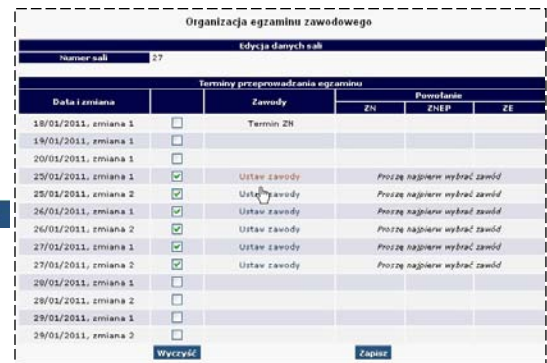 Organizacja egzaminu zawodowego
Edycja danych sali
Numer sali 27
Terminy przeprowadzania egzaminu
Data i zmiana Zawody Powołanie
ZN ZNEP ZE
18/01/2011, zmiana 1 Termin ZN
19/01/2011, zmiana 1
20/01/2011, zmiana 1
25/01/2011, zmiana 1 Ustaw zawody Proszę najpierw wybrać zawód
25/01/2011, zmiana 2 Ustaw zawody Proszę najpierw wybrać zawód
26/01/2011, zmiana 1 Ustaw zawody Proszę najpierw wybrać zawód
26/01/2011, zmiana 2 Ustaw zawody Proszę najpierw wybrać zawód
27/01/2011, zmiana 1 Ustaw zawody Proszę najpierw wybrać zawód
27/01/2011, zmiana 2 Ustaw zawody Proszę najpierw wybrać zawód
28/01/2011, zmiana 1
28/01/2011, zmiana 2
29/01/2011, zmiana 1
29/01/2011, zmiana 2
Wyczyść Zapisz